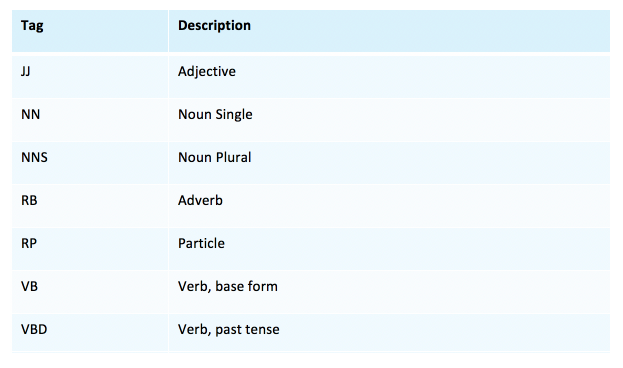 Tag Description
JJ Adjective
NN Noun Single
NNS Noun Plural
RB Adverb
RP Particle
VB Verb, base form
VBD Verb, past tense